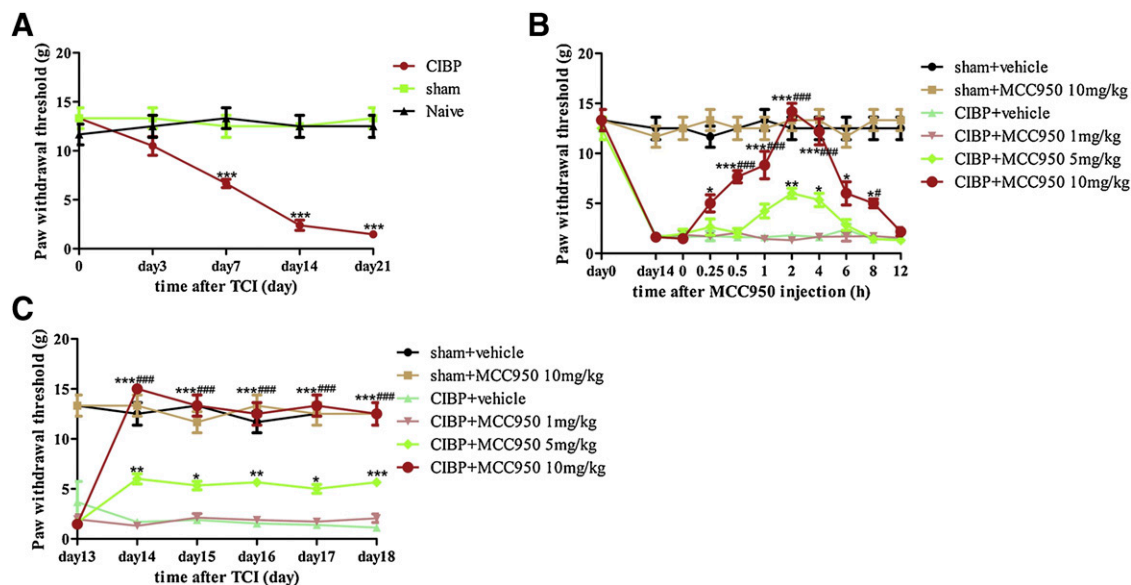 A
Paw withdrawal threshold (g)
20
15
10
5
0
***
***
***
0 day3 day7 day14 day21
time after TCI (day)
CIBP
sham
Naive
B
Paw withdrawal threshold (g)
20
15
10
5
0
***###
***###
***###
***###
*
**
*
*
*#
day0 day14 0 0.25 0.5 1 2 4 6 8 12
time after MCC950 injection (h)
sham+vehicle
sham+MCC950 10mg/kg
CIBP+vehicle
CIBP+MCC950 1mg/kg
CIBP+MCC950 5mg/kg
CIBP+MCC950 10mg/kg
C
Paw withdrawal threshold (g)
20
15
10
5
0
***### ***### ***### ***### ***###
** * ** * ***
day13 day14 day15 day16 day17 day18
time after TCI (day)
sham+vehicle
sham+MCC950 10mg/kg
CIBP+vehicle
CIBP+MCC950 1mg/kg
CIBP+MCC950 5mg/kg
CIBP+MCC950 10mg/kg